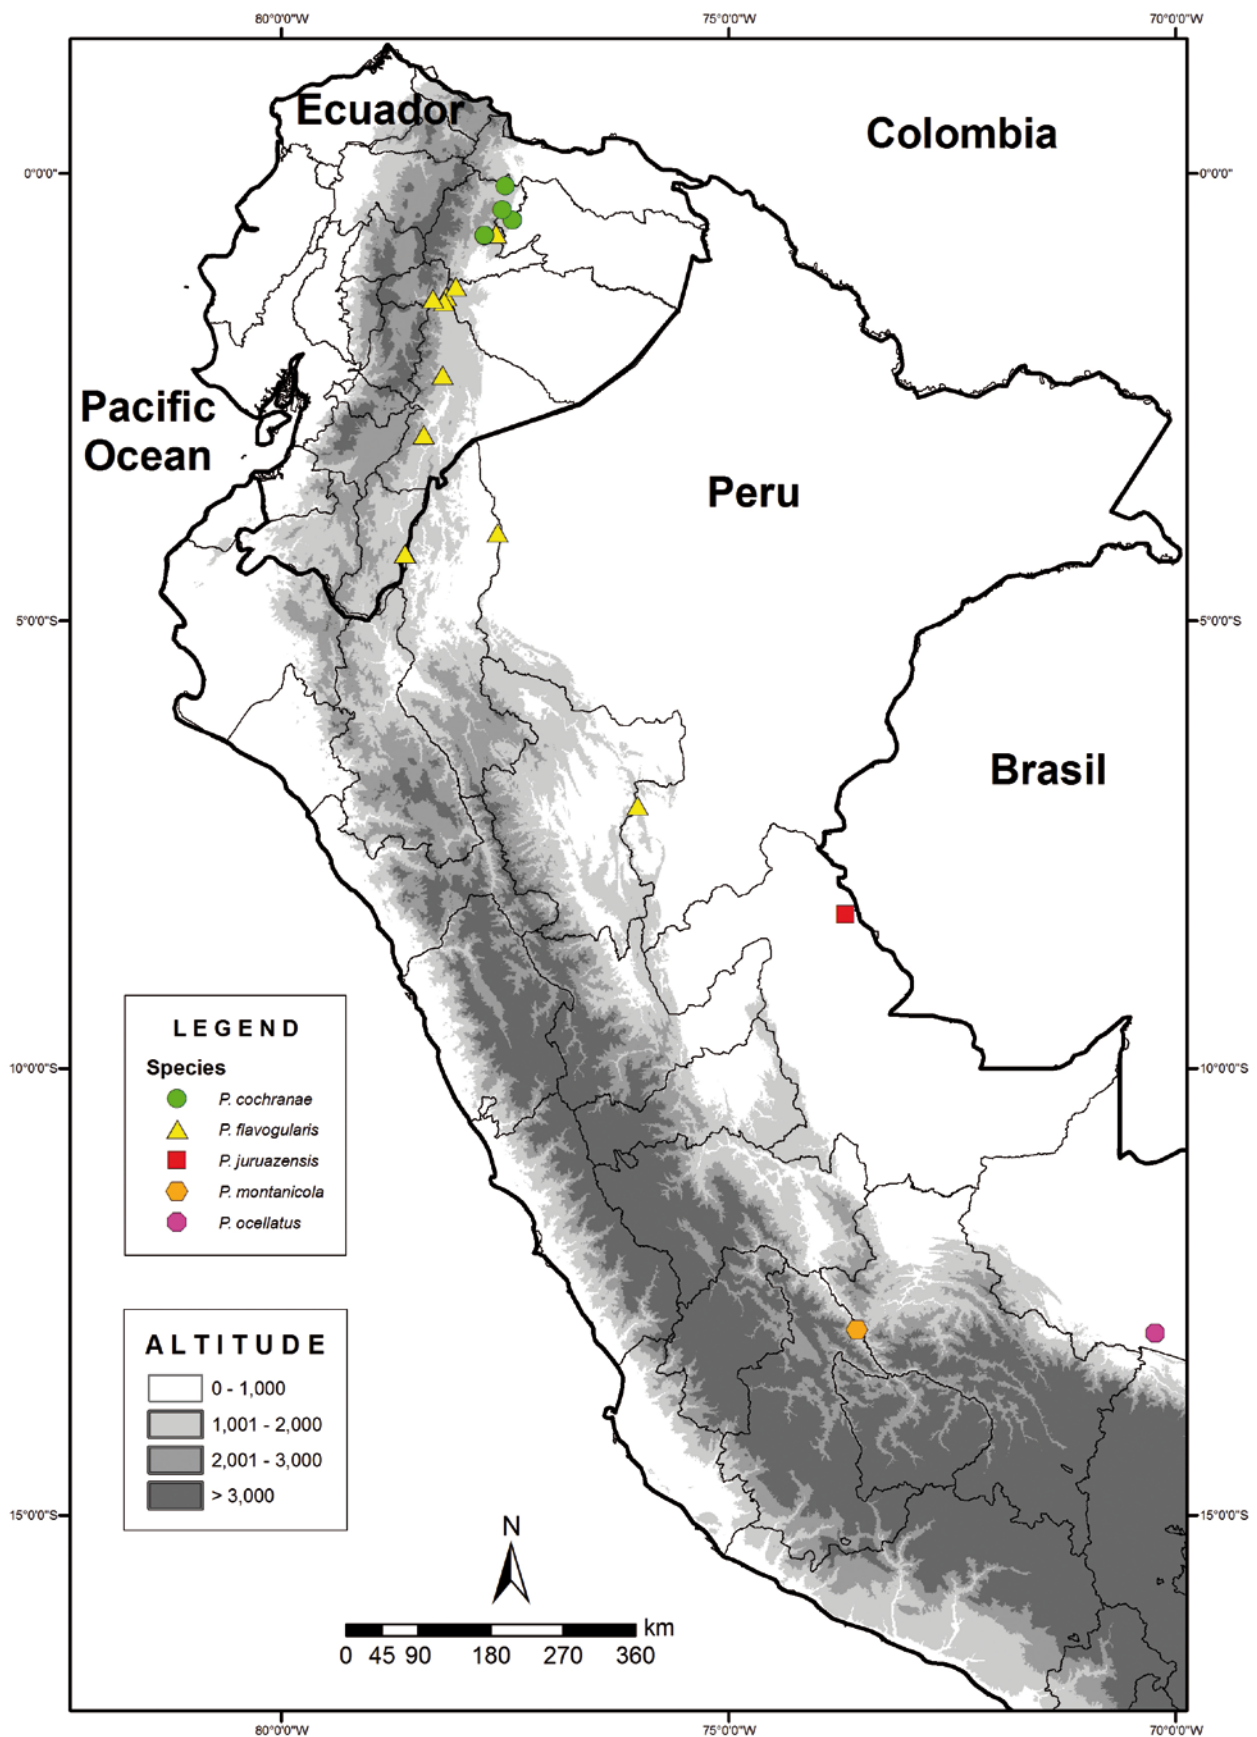 80°0'0"W
75°0'0"W
70°0'0"W
Ecuador
Colombia
0°0'0"
0°0'0"
Pacific
Ocean
Peru
5°0'0"S
5°0'0"S
Brasil
LEGEND
Species
P. cochranae
P. flavogularis
P. juruazensis
P. montanicola
P. ocellatus
10°0'0"S
10°0'0"S
ALTITUDE
0 - 1,000
1,001 - 2,000
2,001 - 3,000
> 3,000
15°0'0"S
15°0'0"S
N
km
0 45 90 180 270 360
80°0'0"W
75°0'0"W
70°0'0"W